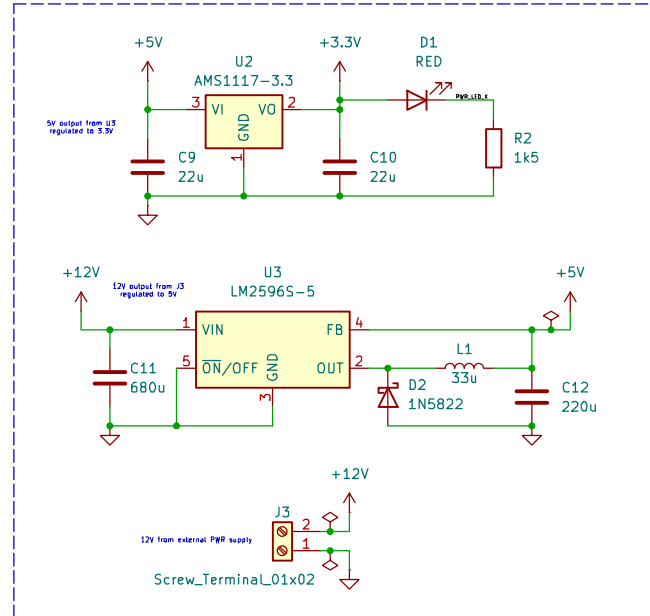 +5V
U2
AMS1117-3.3
+3.3V
D1
RED
3 VI VO 2
GND
1
PWR_LED_K
5V output from U3
regulated to 3.3V
C9
22u
C10
22u
R2
1k5
+12V
12V output from J3
regulated to 5V
U3
LM2596S-5
+5V
1 VIN FB 4
5 ON/OFF OUT 2
GND
3
C11
680u
L1
33u
D2
1N5822
C12
220u
+12V
J3
2
1
12V from external PWR supply
Screw_Terminal_01x02